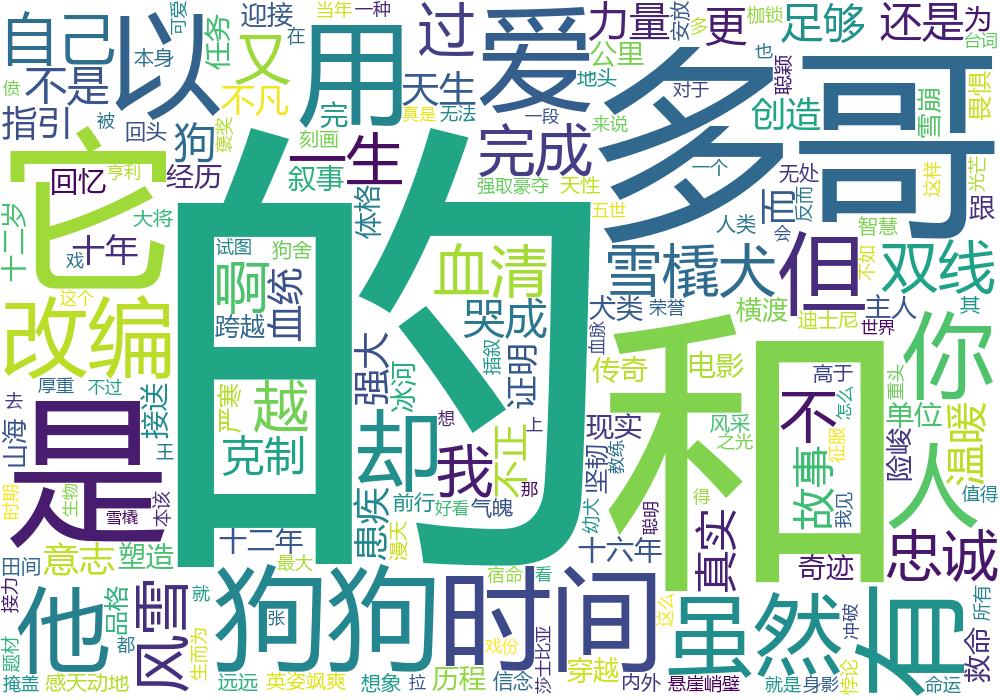 的
和
多哥
它
是
以
用
爱
狗狗
时间
虽然
有
人
你
他
但
却
改编
自己
又
过
力量
更
足够
还是
为
不是
指引
不凡
天生
完成
创造
一生
狗
经历
叙事
回忆
十年
啊
血统
血清
雪橇犬
双线
而
跟
主人
横渡
智慧
犬类
哭成
越
克制
严寒
强大
冰河
证明
传奇
电影
不
故事
温暖
单位
高于
险峻
现实
坚韧
我
不止
患疾
气魄
前行
好看
漫天
十二年
十六年
真实
忠诚
奇迹
救命
意志
塑造
风雪
品格
接送
山海
田间
历程
信念
穿越
想象
远远
英姿飒爽
感天动地
掩盖
题材
接力
生而为
就
都
张
拉
最大
宿命
看
戏份
莎士比亚
内外
悬崖峭壁
就是
身影
悖论
命运
冲破
所有
这么
值得
我见
征服
怎么
重头
风采
之光
教练
聪明
得
那
上
想
插叙
血脉
荣誉
迪士尼
世界
其
不如
会
人类
五世
天性
强取豪夺
一个
无处
反而
这样
光芒
畏惧
雪崩
台词
枷锁
安放
多
也
聪颖
对于
公里
地头
来说
一段
无法
真是
一种
当年
在
迎接
任务
可爱
本身
偾
被
回头
褒奖
刻画
完
体格
试图
狗舍
跨越
亨利
大将
戏
这个
十二岁
厚重
不过
去
王
时期
生物
雪橇
本该
幼犬